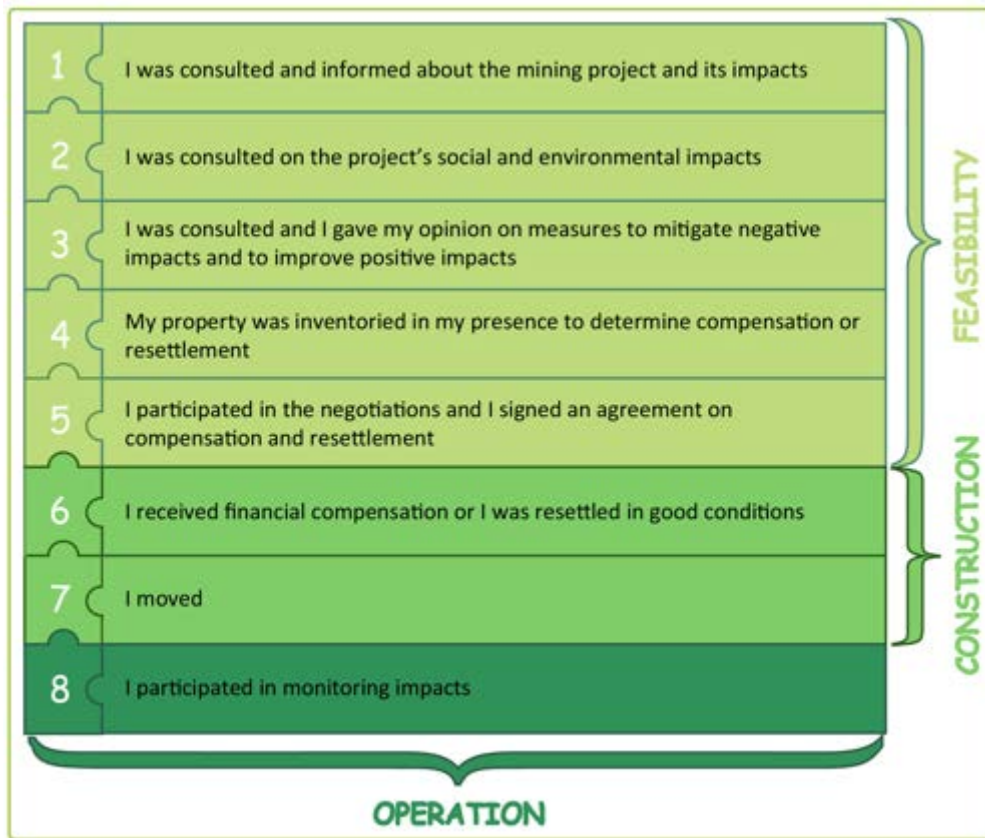 1
I was consulted and informed about the mining project and its impacts
2
I was consulted on the project's social and environmental impacts
3
I was consulted and I gave my opinion on measures to mitigate negative
impacts and to improve positive impacts
4
My property was inventoried in my presence to determine compensation or
resettlement
5
I participated in the negotiations and I signed an agreement on
compensation and resettlement
FEASIBILITY
6
I received financial compensation or I was resettled in good conditions
7
I moved
CONSTRUCTION
8
I participated in monitoring impacts
OPERATION